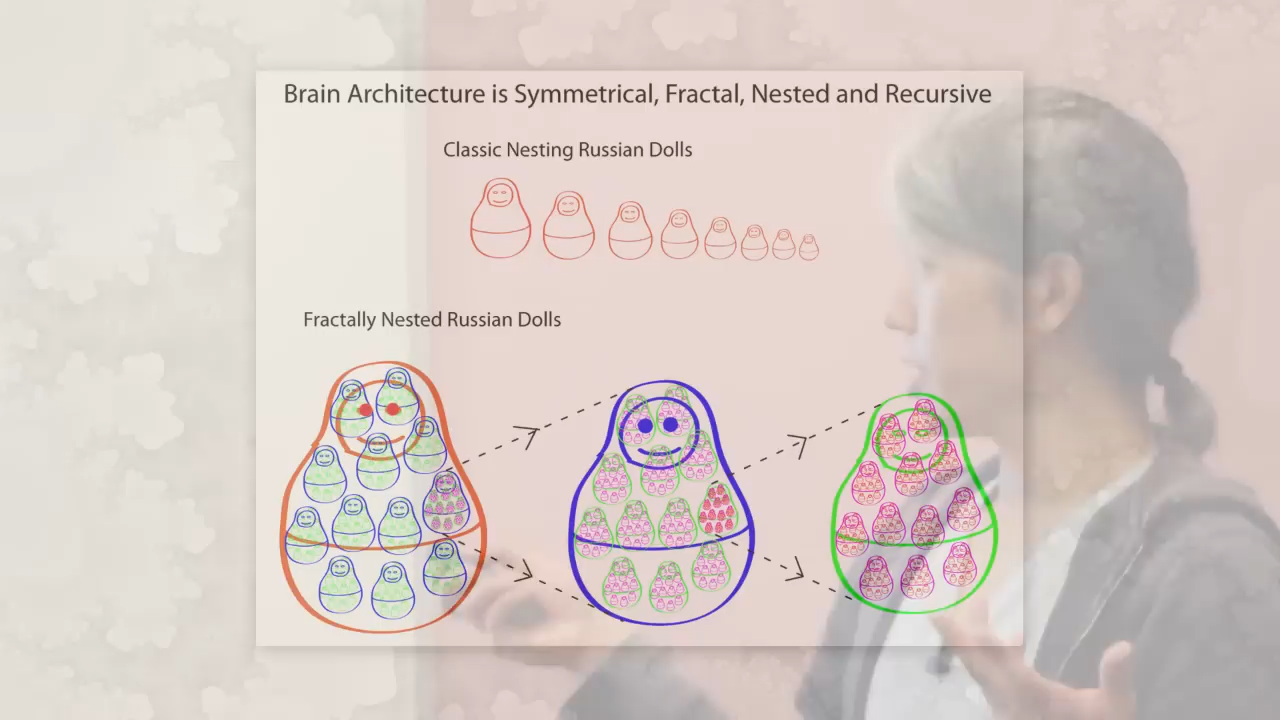 Brain Architecture is Symmetrical, Fractal, Nested and Recursive
Classic Nesting Russian Dolls
Fractally Nested Russian Dolls